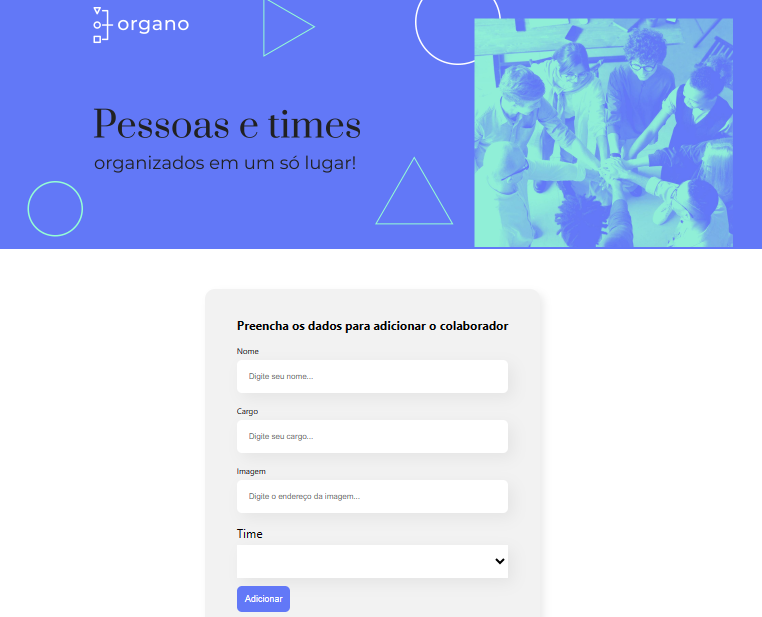 organo
Pessoas e times
organizados em um só lugar!
Preencha os dados para adicionar o colaborador
Nome
Digite seu nome...
Cargo
Digite seu cargo...
Imagem
Digite o endereço da imagem...
Time
Adicionar